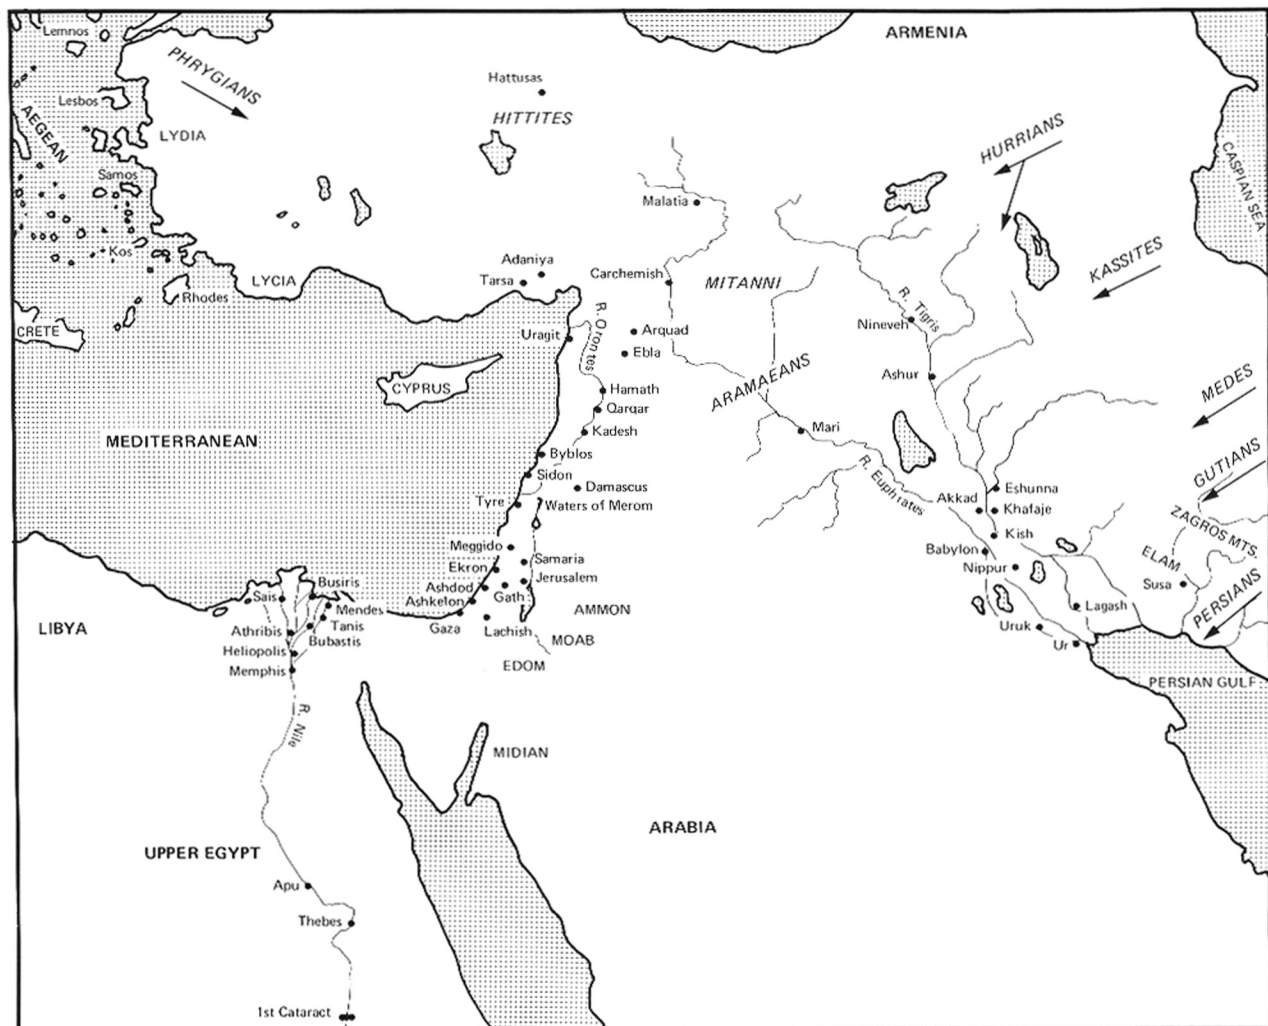 Lemnos
ARMENIA
PHRYGIANS
Hattusas
HITTITES
Lesbos
AEGEAN
LYDIA
HURRIANS
CASPIAN SEA
Samos
Malatia
Kos
KASSITES
Adaniya
Tarsa
Carchemish
MITANNI
LYCIA
Rhodes
R. Tigris
Nineveh
CRETE
Uragit
R. Orontes
Arquad
Ebla
CYPRUS
Hamath
Qarqar
Kadesh
ARAMAEANS
Ashur
MEDES
MEDITERRANEAN
Mari
Byblos
Sidon
Damascus
R. Euphrates
GUTIANS
Tyre
Waters of Merom
Akkad
Eshunna
Khafaje
ZAGROS MTS.
Kish
Meggido
Samaria
Babylon
Nippur
ELAM
Ekron
Jerusalem
Susa
Ashdod
Gath
Ashkelon
Busiris
Sais
Mendes
AMMON
Lagash
PERSIANS
LIBYA
Athribis
Tanis
Bubastis
Gaza
Lachish
MOAB
Uruk
Ur
Heliopolis
Memphis
EDOM
PERSIAN GULF
R. Nile
MIDIAN
ARABIA
UPPER EGYPT
Apu
Thebes
1st Cataract